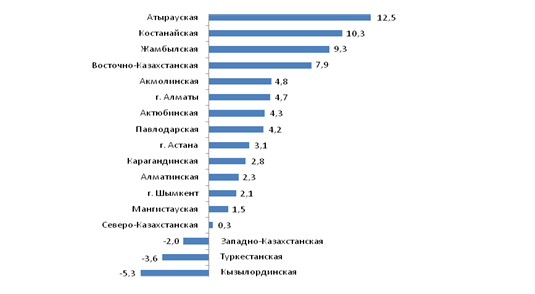 Атырауская 12,5
Костанайская 10,3
Жамбылская 9,3
Восточно-Казахстанская 7,9
Акмолинская 4,8
г. Алматы 4,7
Актюбинская 4,3
Павлодарская 4,2
г. Астана 3,1
Карагандинская 2,8
Алматинская 2,3
г. Шымкент 2,1
Мангистауская 1,5
Северо-Казахстанская 0,3
-2,0 Западно-Казахстанская
-3,6 Туркестанская
-5,3 Кызылординская